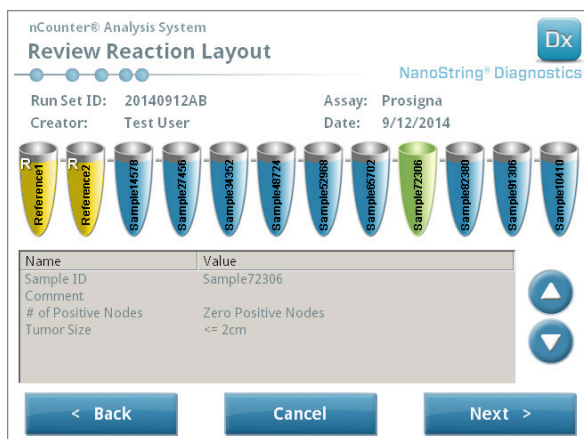 nCounter® Analysis System
Dx
Review Reaction Layout
NanoString® Diagnostics
Run Set ID: 20140912AB Assay: Prosigna
Creator: Test User Date: 9/12/2014
R R
Reference1
Reference2
Sample14578
Sample27456
Sample34352
Sample48724
Sample52968
Sample65702
Sample72306
Sample82380
Sample91306
Sample10410
Name Value
Sample ID Sample72306
Comment
# of Positive Nodes Zero Positive Nodes
Tumor Size <= 2cm
< Back Cancel Next >